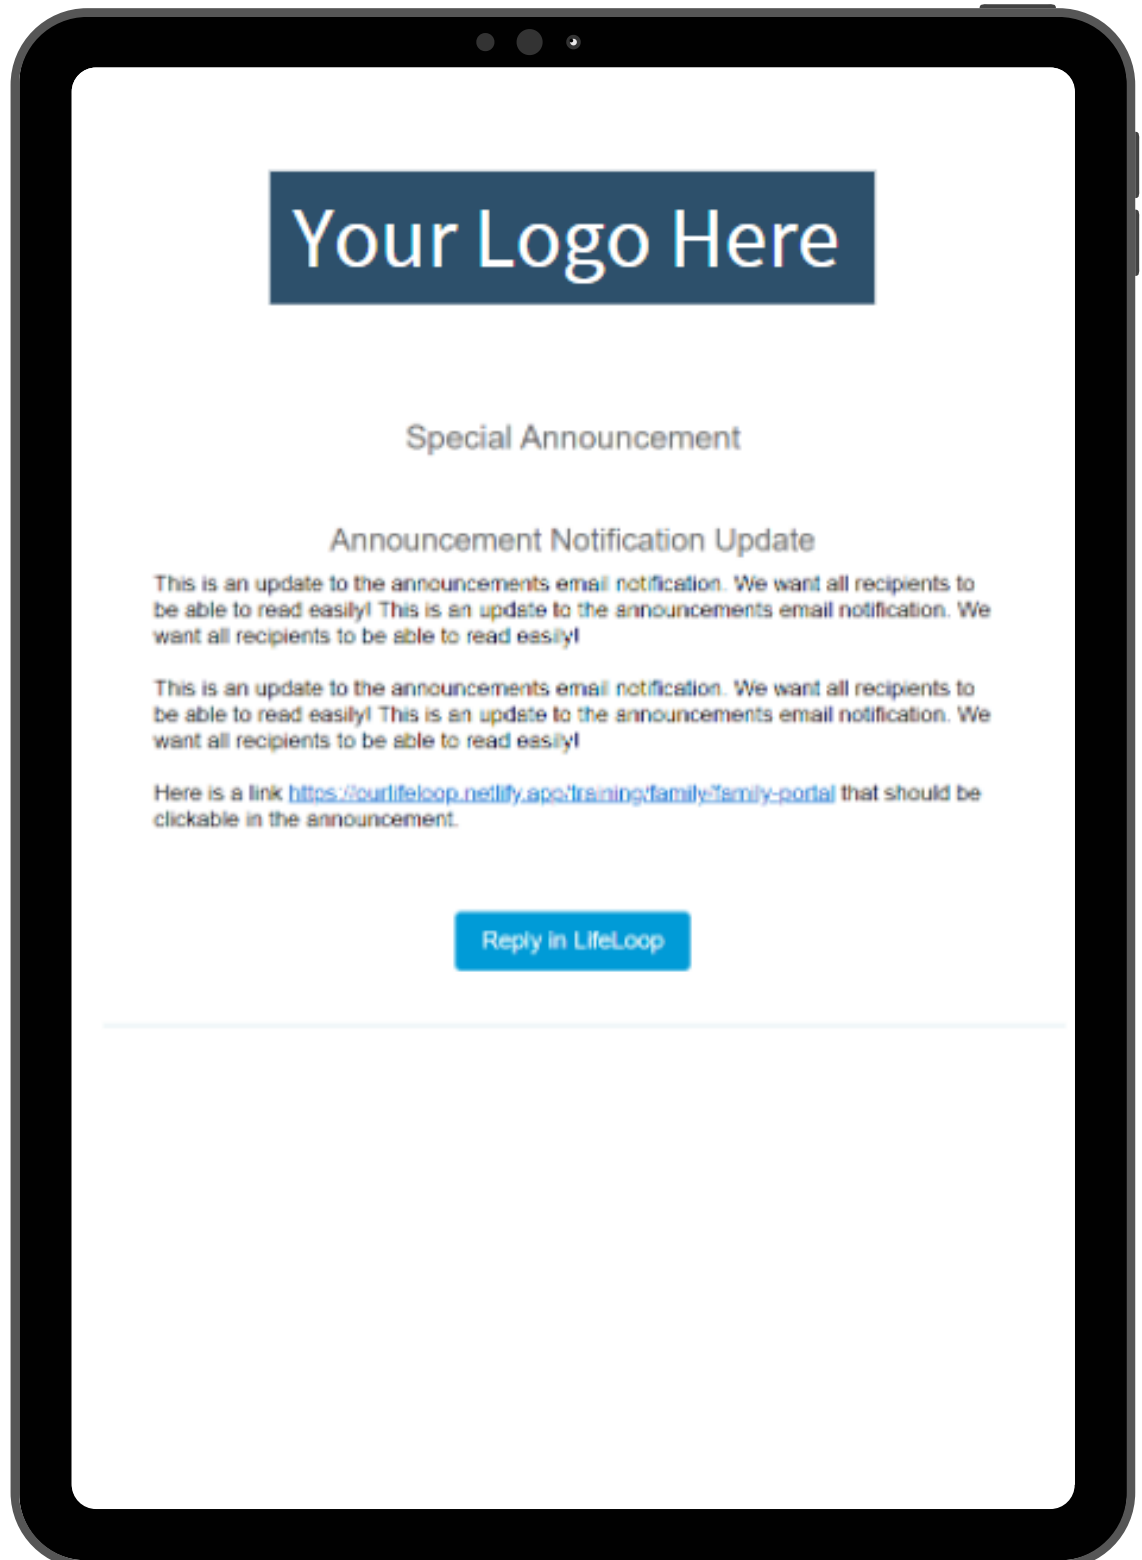 Your Logo Here
Special Announcement
Announcement Notification Update
This is an update to the announcements email notification. We want all recipients to
be able to read easily! This is an update to the announcements email notification. We
want all recipients to be able to read easily!
This is an update to the announcements email notification. We want all recipients to
be able to read easily! This is an update to the announcements email notification. We
want all recipients to be able to read easily!
Here is a link https://ourlifeloop.netlify.app/training/family/family-portal that should be
clickable in the announcement.
Reply in LifeLoop